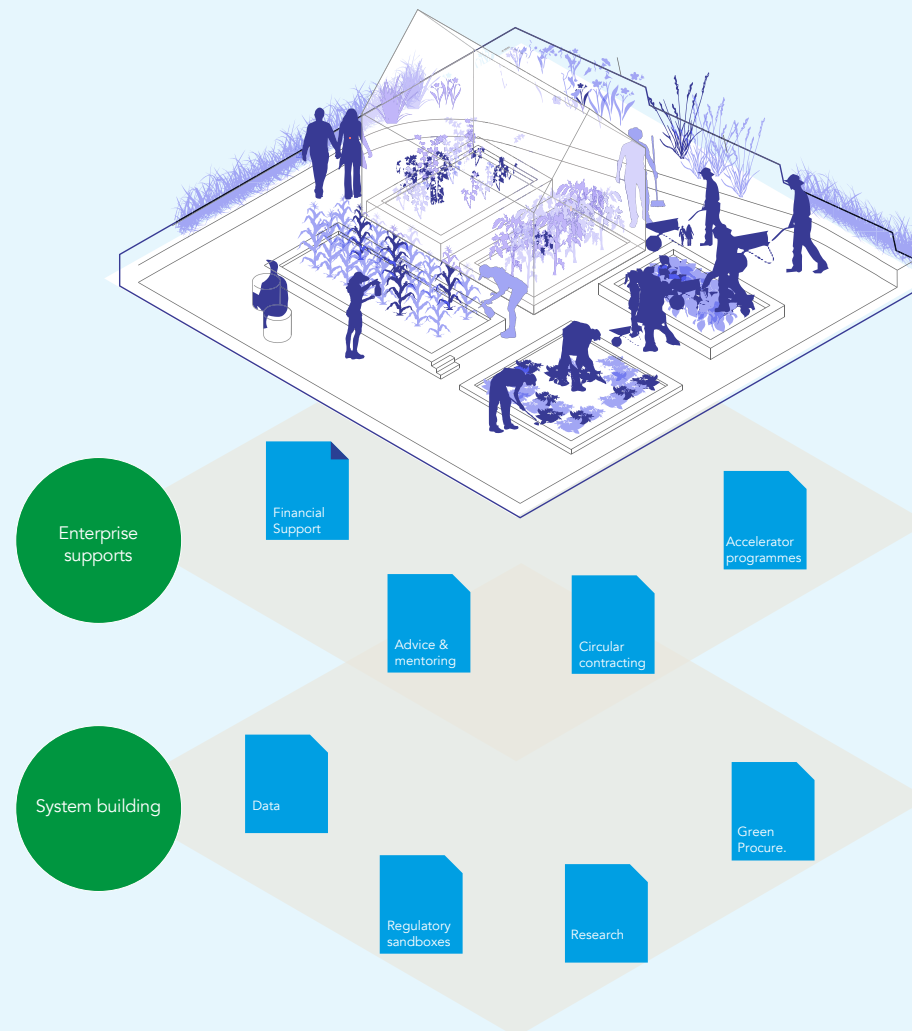 Enterprise
supports
Financial
Support
Accelerator
programmes
Advice &
mentoring
Circular
contracting
System building
Data
Green
Procure.
Regulatory
sandboxes
Research